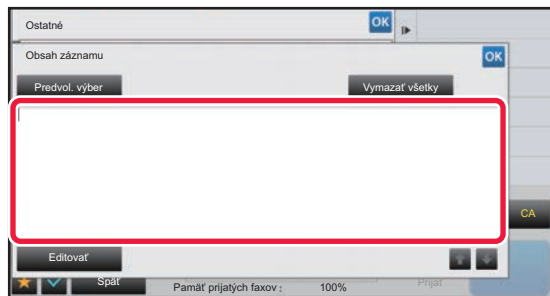 Ostatné OK
Obsah záznamu OK
Predvol. výber Vymazať všetky
CA
Editovať
Späť Pamäť prijatých faxov : 100% Prijať